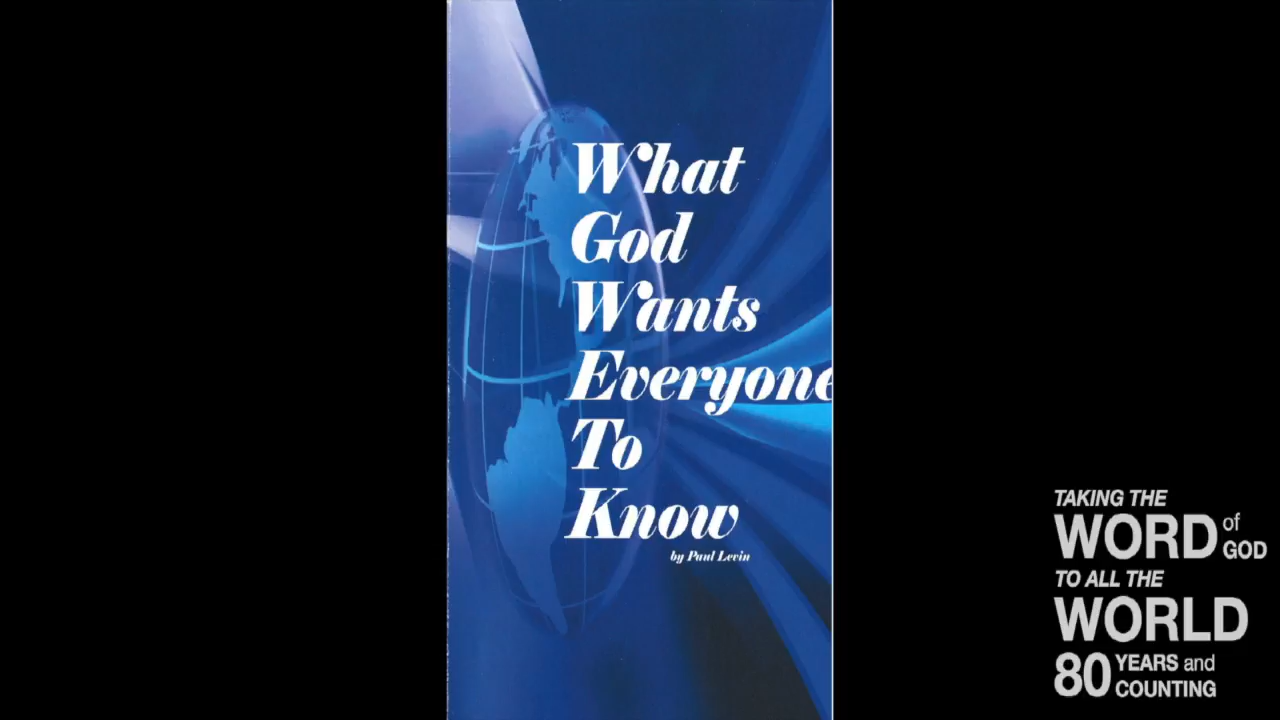 What
God
Wants
Everyone
To
Know
by Paul Levin
TAKING THE
WORD of
GOD
TO ALL THE
WORLD
80 YEARS and
COUNTING